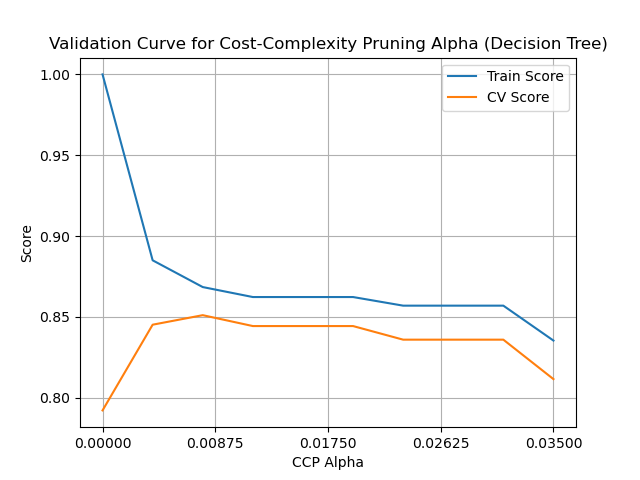 Validation Curve for Cost-Complexity Pruning Alpha (Decision Tree)
Train Score
CV Score
1.00
0.95
0.90
0.85
0.80
Score
0.00000 0.00875 0.01750 0.02625 0.03500
CCP Alpha